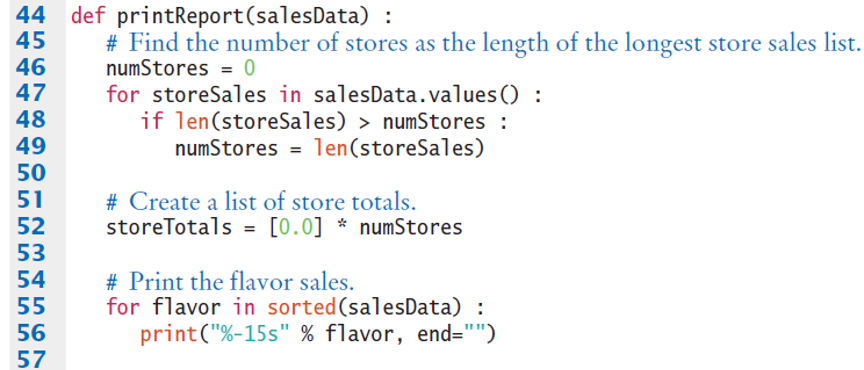 44 def printReport(salesData) :
45 # Find the number of stores as the length of the longest store sales list.
46 numStores = 0
47 for storeSales in salesData.values() :
48 if len(storeSales) > numStores :
49 numStores = len(storeSales)
50
51 # Create a list of store totals.
52 storeTotals = [0.0] * numStores
53
54 # Print the flavor sales.
55 for flavor in sorted(salesData) :
56 print("%-15s" % flavor, end="")
57